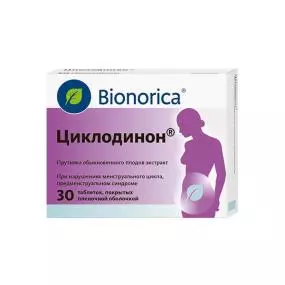 Bionorica®
Циклодинон®
Прутняка обыкновенного плодов экстракт
При нарушениях менструального цикла,
предменструальном синдроме
30 таблеток, покрытых
пленочной оболочкой